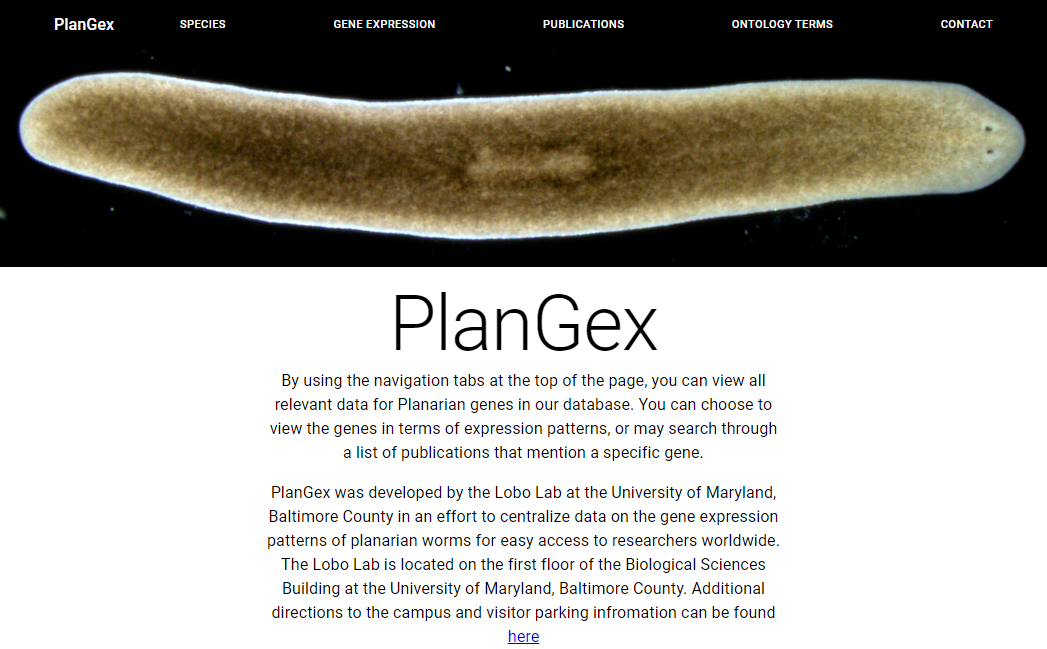 PlanGex SPECIES GENE EXPRESSION PUBLICATIONS ONTOLOGY TERMS CONTACT
PlanGex
By using the navigation tabs at the top of the page, you can view all
relevant data for Planarian genes in our database. You can choose to
view the genes in terms of expression patterns, or may search through
a list of publications that mention a specific gene.
PlanGex was developed by the Lobo Lab at the University of Maryland,
Baltimore County in an effort to centralize data on the gene expression
patterns of planarian worms for easy access to researchers worldwide.
The Lobo Lab is located on the first floor of the Biological Sciences
Building at the University of Maryland, Baltimore County. Additional
directions to the campus and visitor parking infromation can be found
here